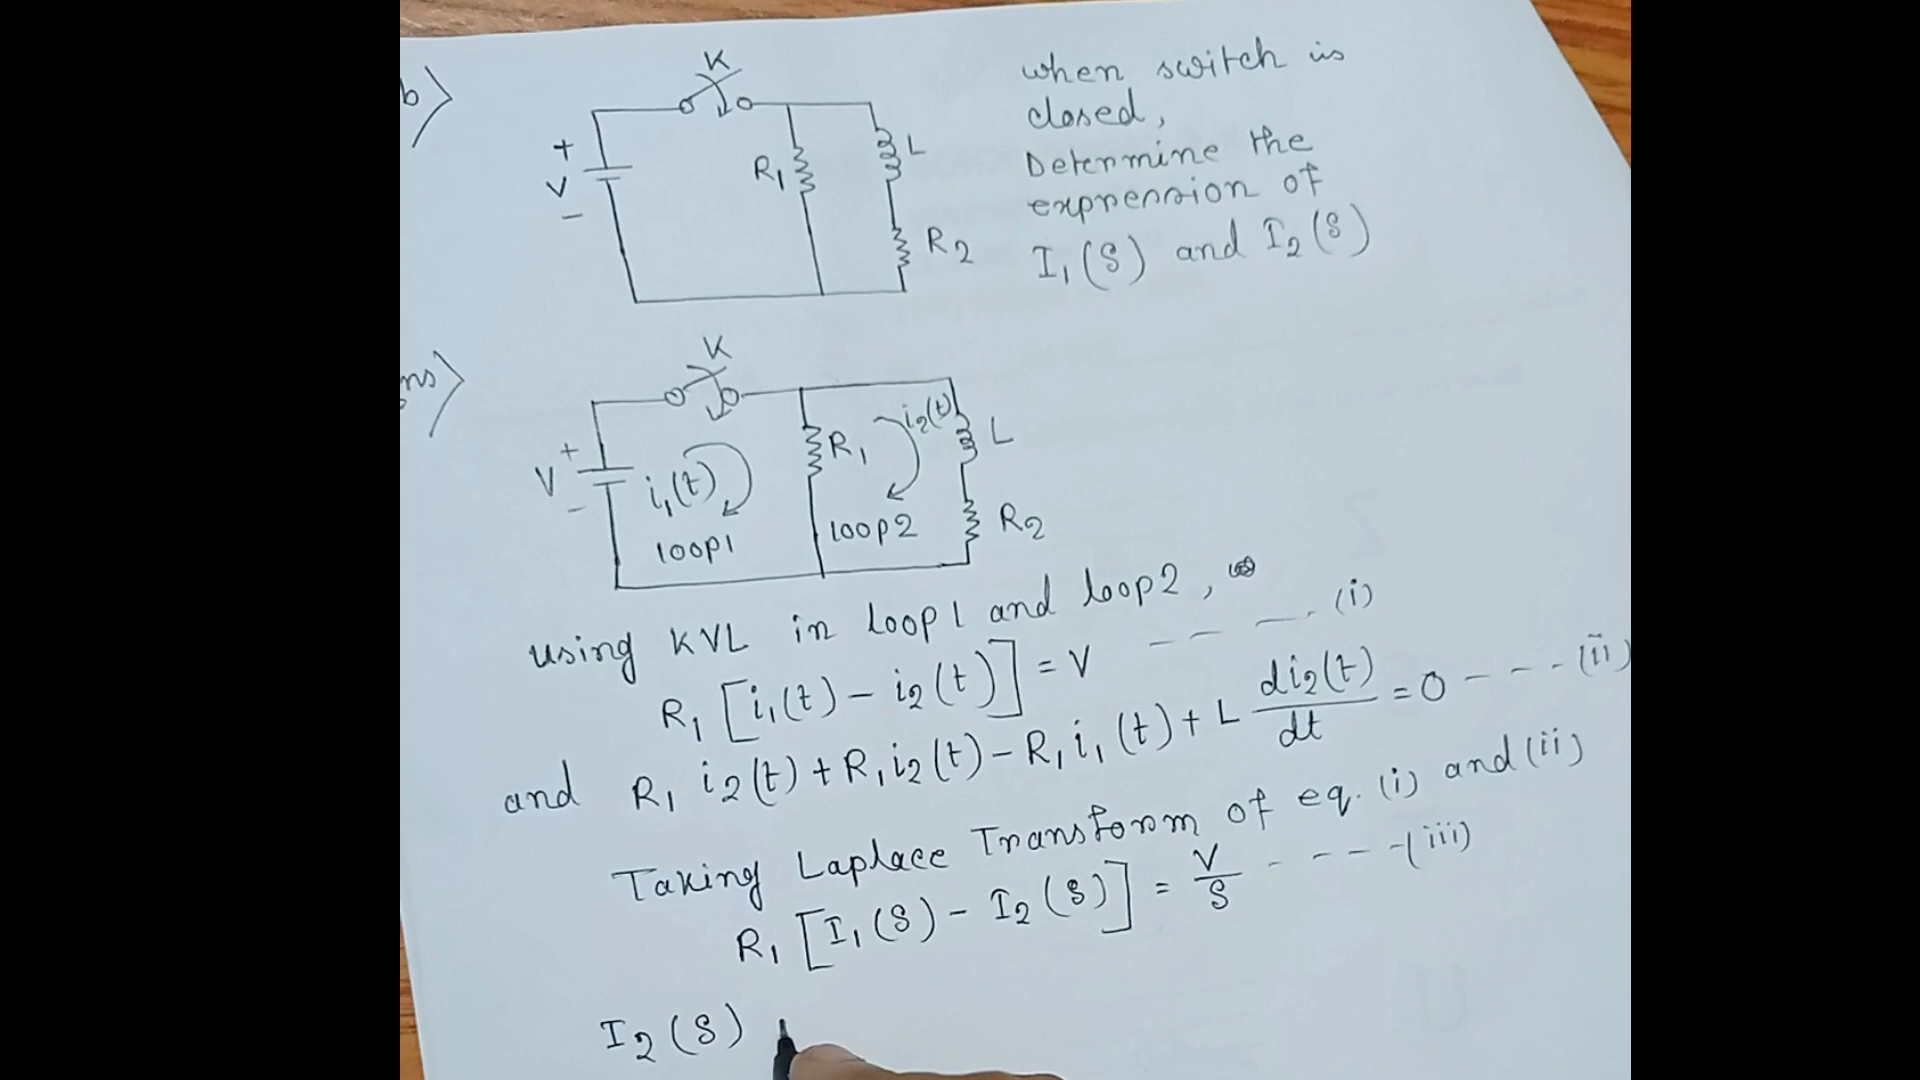 b)
K
+
V
-
R1
L
R2
when switch is
closed,
Determine the
expression of
I1(S) and I2(S)
ns)
K
+
V
-
i1(t)
loop1
R1
i2(t)
loop2
L
R2
using KVL in loop1 and loop2,
R1 [i1(t) - i2(t)] = V - - - - (i)
and R1 i2(t) + R1 i2(t) - R1 i1(t) + L di2(t)/dt = 0 - - - (ii)
Taking Laplace Transform of eq. (i) and (ii)
R1 [I1(S) - I2(S)] = V/S - - - - (iii)
I2(S)